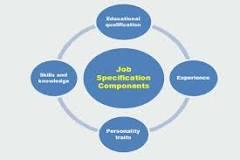 Educational
qualification
Job
Specification
Components
Skills and
knowledge
Experience
Personality
traits